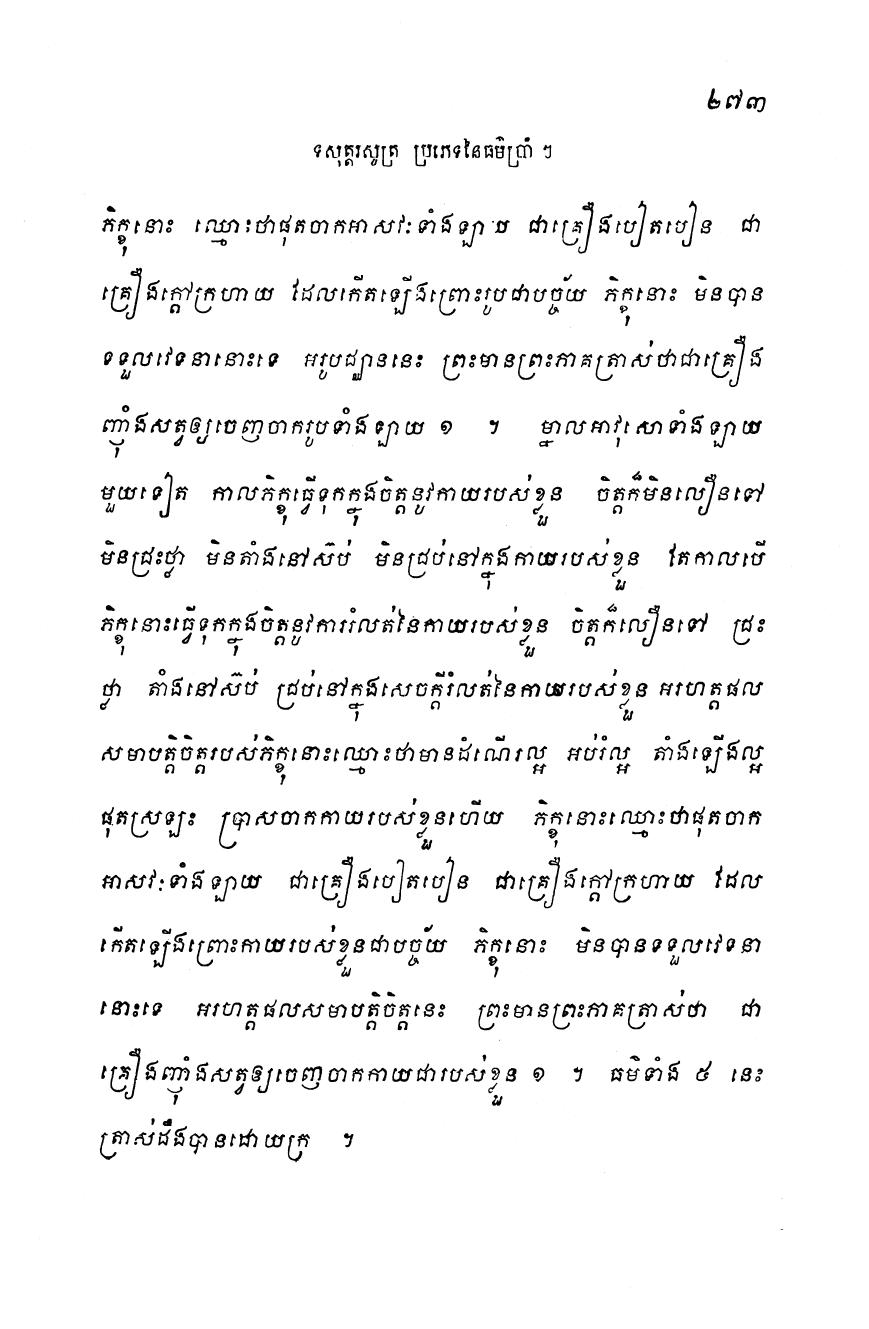 ២៧៣
ទសុត្តរសូត្រ ប្រភេទនៃធម៌ប្រាំ ៗ
ភិក្ខុនោះ ឈ្មោះថាផុតចាកអាសវៈទាំងឡាយ ជាគ្រឿងបៀតបៀន ជា
គ្រឿងក្តៅក្រហាយ ដែលកើតឡើងព្រោះរូបជាបច្ច័យ ភិក្ខុនោះ មិនបាន
ទទួលវេទនានោះទេ អរូបជ្ឈាននេះ ព្រះមានព្រះភាគត្រាស់ថាជាគ្រឿង
ញ៉ាំងសត្វឲ្យចេញចាករូបទាំងឡាយ ១ ។ ម្នាលអាវុសោទាំងឡាយ
មួយទៀត កាលភិក្ខុធ្វើទុកក្នុងចិត្តនូវកាយរបស់ខ្លួន ចិត្តក៏មិនលឿនទៅ
មិនជ្រះថ្លា មិនតាំងនៅស៊ប់ មិនជ្រប់នៅក្នុងកាយរបស់ខ្លួន តែកាលបើ
ភិក្ខុនោះធ្វើទុកក្នុងចិត្តនូវការរំលត់នៃកាយរបស់ខ្លួន ចិត្តក៏លឿនទៅ ជ្រះ
ថ្លា តាំងនៅស៊ប់ ជ្រប់នៅក្នុងសេចក្តីរំលត់នៃកាយរបស់ខ្លួន អរហត្តផល
សមាបត្តិចិត្តរបស់ភិក្ខុនោះឈ្មោះថាមានដំណើរល្អ អប់រំល្អ តាំងឡើងល្អ
ផុតស្រឡះ ប្រាសចាកកាយរបស់ខ្លួនហើយ ភិក្ខុនោះឈ្មោះថាផុតចាក
អាសវៈទាំងឡាយ ជាគ្រឿងបៀតបៀន ជាគ្រឿងក្តៅក្រហាយ ដែល
កើតឡើងព្រោះកាយរបស់ខ្លួនជាបច្ច័យ ភិក្ខុនោះ មិនបានទទួលវេទនា
នោះទេ អរហត្តផលសមាបត្តិចិត្តនេះ ព្រះមានព្រះភាគត្រាស់ថា ជា
គ្រឿងញ៉ាំងសត្វឲ្យចេញចាកកាយជារបស់ខ្លួន ១ ។ ធម៌ទាំង ៥ នេះ
ត្រាស់ដឹងបានដោយក្រ ។